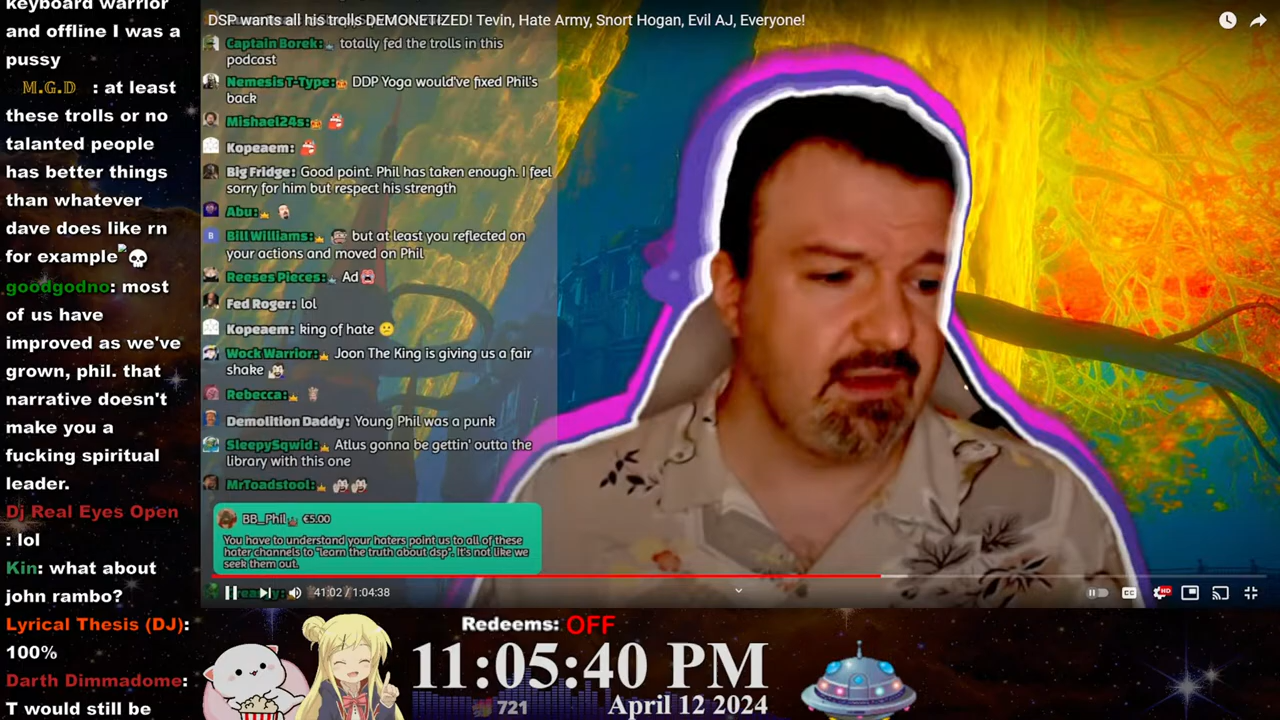 keyboard warrior
and offline I was a
pussy
M.G.D : at least
these trolls or no
talanted people
has better things
than whatever
dave does like rn
for example
goodgodno: most
of us have
improved as we've
grown, phil. that
narrative doesn't
make you a
fucking spiritual
leader.
Dj Real Eyes Open
: lol
Kin: what about
john rambo?
Lyrical Thesis (DJ):
100%
Darth Dimmadome:
T would still be
DSP wants all his trolls DEMONETIZED! Tevin, Hate Army, Snort Hogan, Evil AJ, Everyone!
Captain Borek: totally fed the trolls in this
podcast
Nemesis T-Type: DDP Yoga would've fixed Phil's
back
Mishael24s:
Kopeaem:
Big Fridge: Good point. Phil has taken enough. I feel
sorry for him but respect his strength
Abu:
B
Bill Williams: but at least you reflected on
your actions and moved on Phil
Reeses Pieces: Ad
Fed Roger: lol
Kopeaem: king of hate
Wock Warrior: Joon The King is giving us a fair
shake
Rebecca:
Demolition Daddy: Young Phil was a punk
SleepySqwid: Atlus gonna be gettin' outta the
library with this one
MrToadstool:
BB_Phil €5.00
You have to understand your haters point us to all of these
hater channels to "learn the truth about dsp". It's not like we
seek them out.
41:02 / 1:04:38
CC
HD
Redeems: OFF
11:05:40 PM
721
April 12 2024